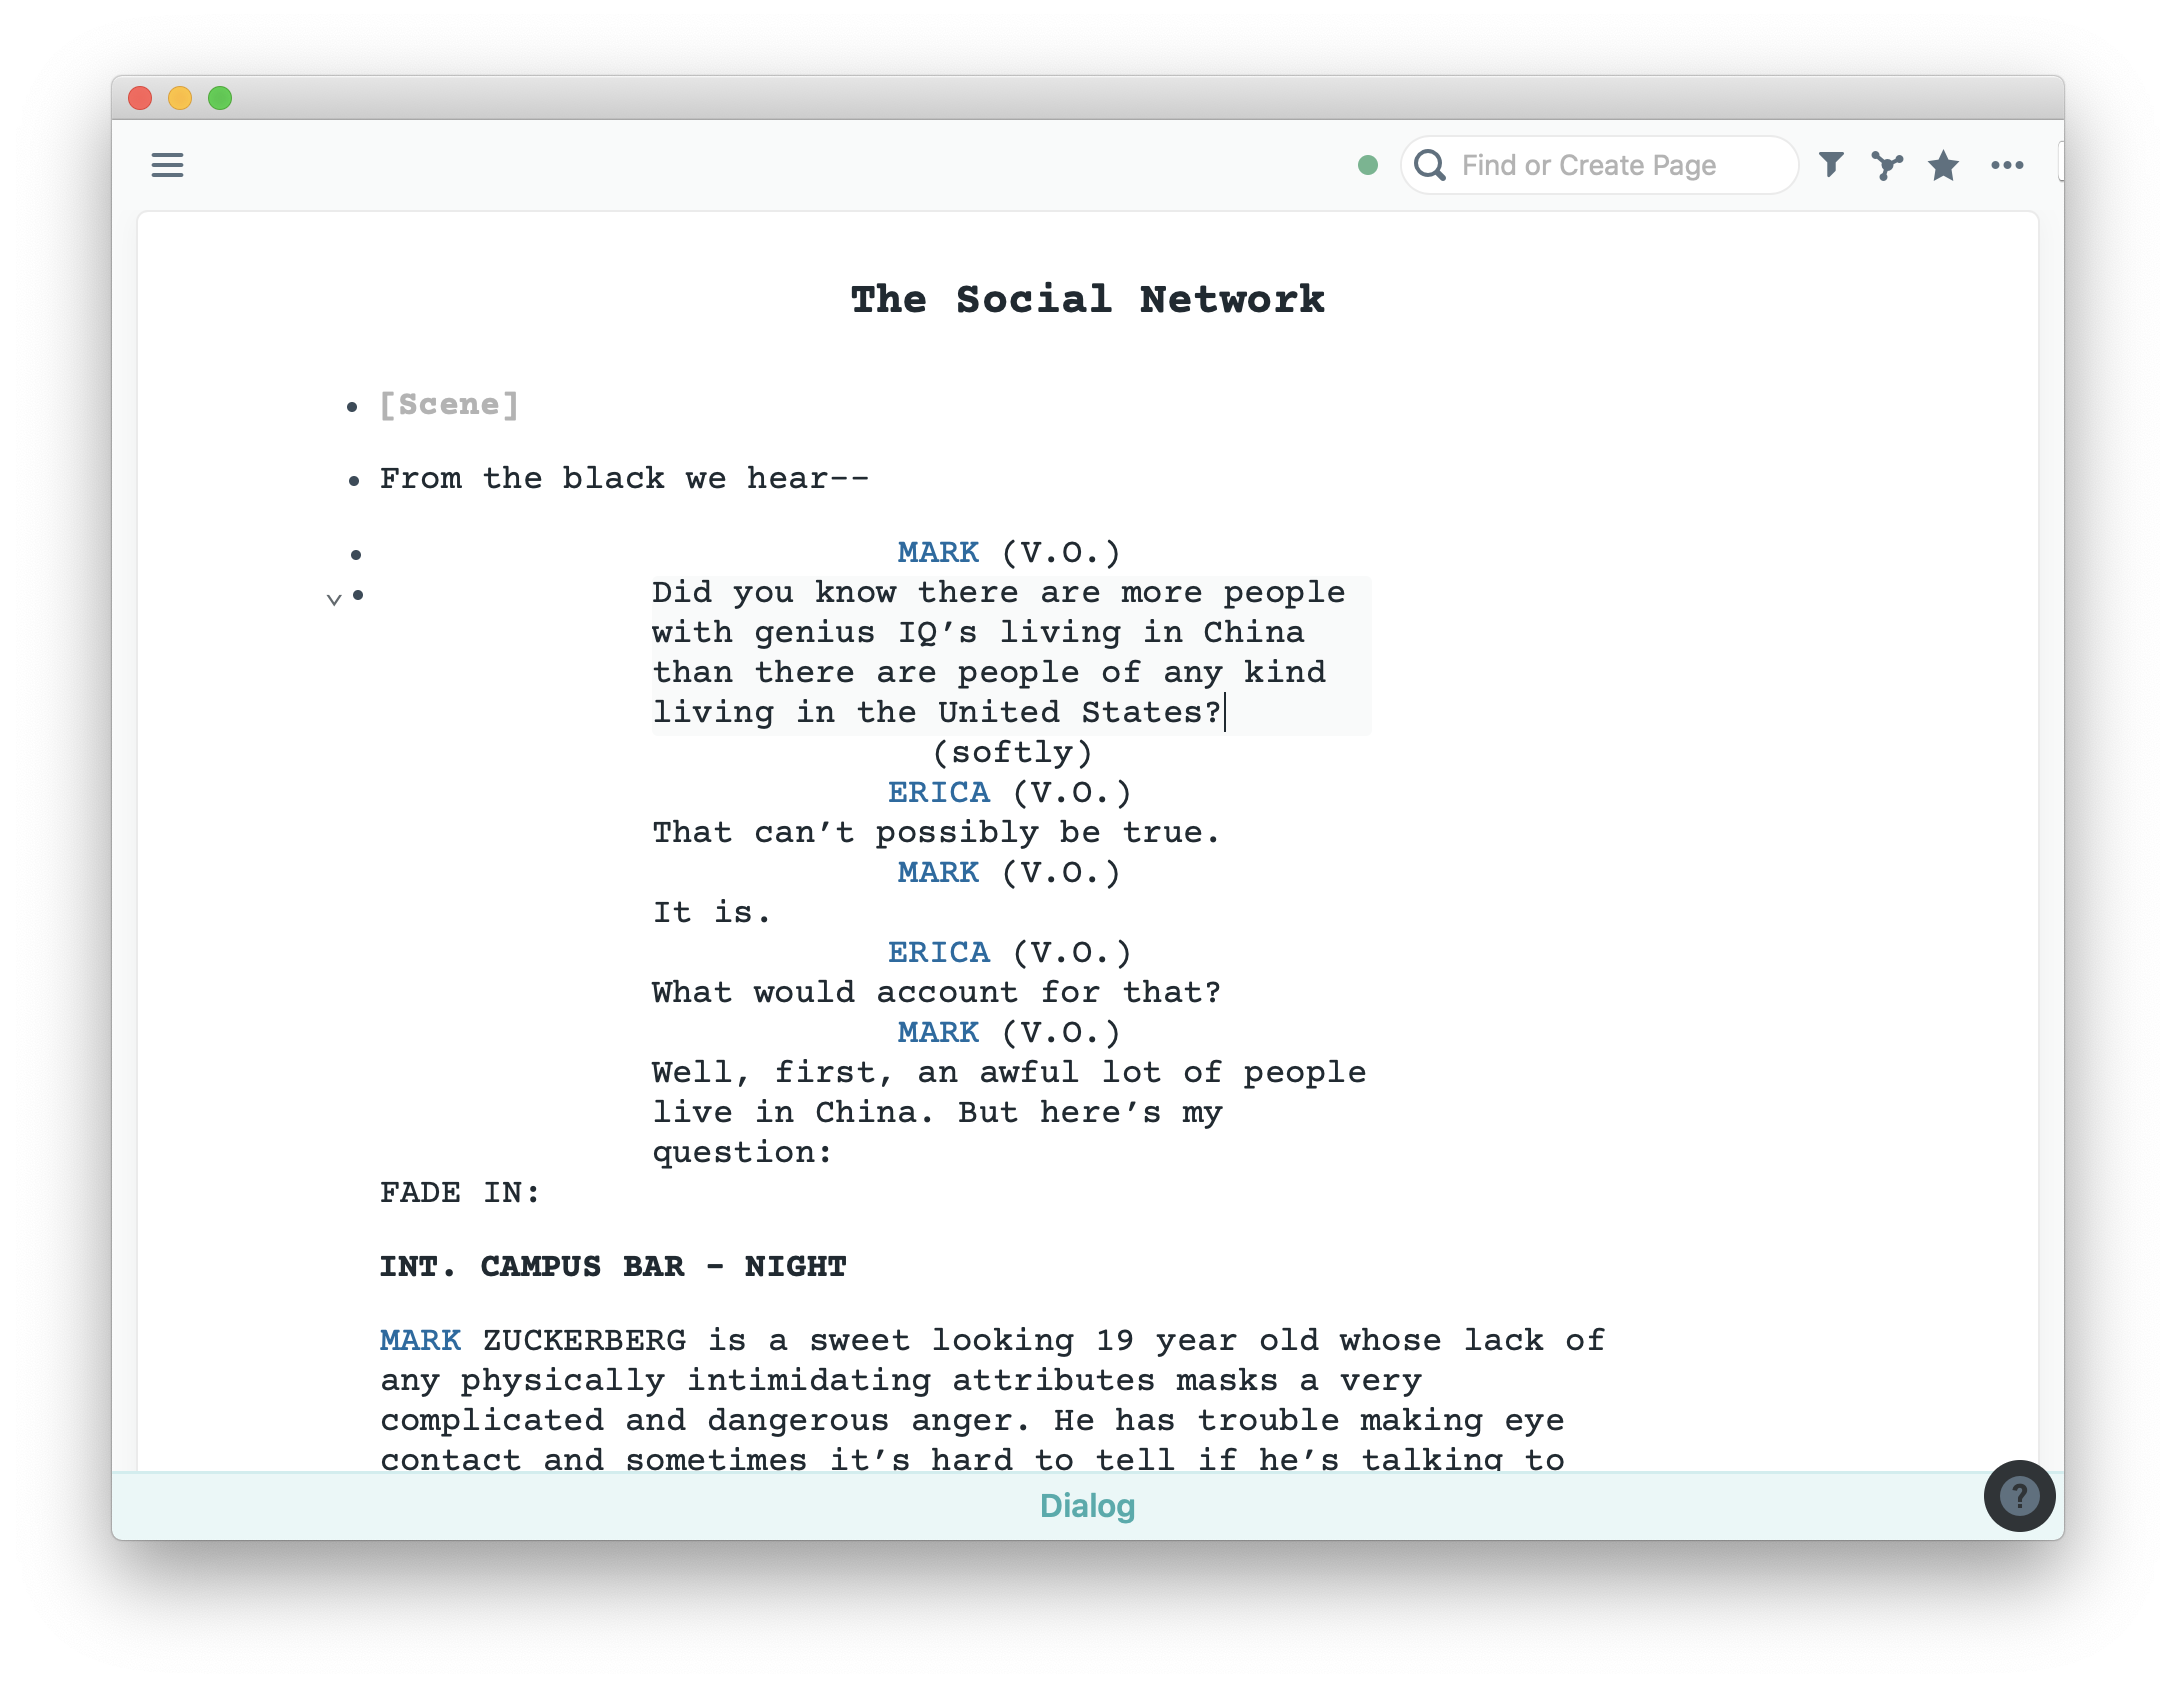 Find or Create Page
The Social Network
[Scene]
From the black we hear--
MARK (V.O.)
Did you know there are more people
with genius IQ’s living in China
than there are people of any kind
living in the United States?
(softly)
ERICA (V.O.)
That can’t possibly be true.
MARK (V.O.)
It is.
ERICA (V.O.)
What would account for that?
MARK (V.O.)
Well, first, an awful lot of people
live in China. But here’s my
question:
FADE IN:
INT. CAMPUS BAR - NIGHT
MARK ZUCKERBERG is a sweet looking 19 year old whose lack of
any physically intimidating attributes masks a very
complicated and dangerous anger. He has trouble making eye
contact and sometimes it’s hard to tell if he’s talking to
Dialog
?